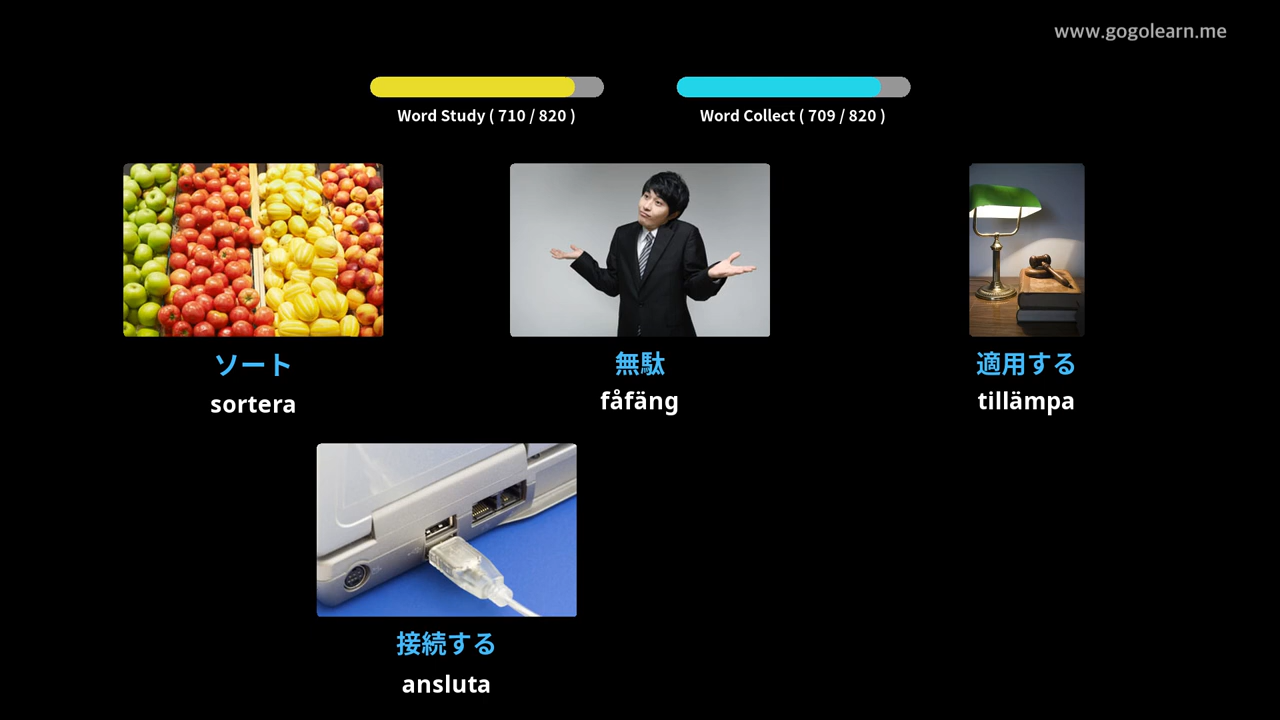 www.gogolearn.me
Word Study ( 710 / 820 )
Word Collect ( 709 / 820 )
ソート
sortera
無駄
fåfäng
適用する
tillämpa
接続する
ansluta